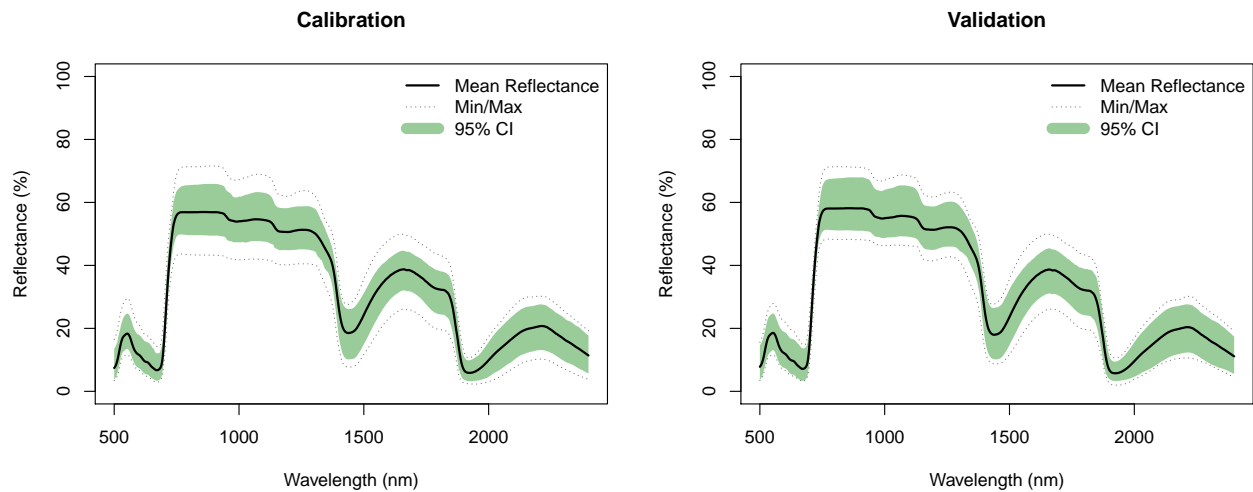 Calibration
Mean Reflectance
Min/Max
95% CI
100
80
60
40
20
0
Reflectance (%)
500 1000 1500 2000
Wavelength (nm)
Validation
Mean Reflectance
Min/Max
95% CI
100
80
60
40
20
0
Reflectance (%)
500 1000 1500 2000
Wavelength (nm)